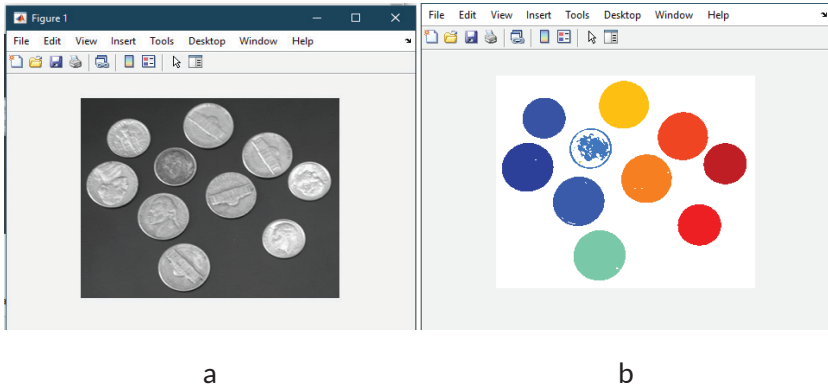 Figure 1
File Edit View Insert Tools Desktop Window Help
File Edit View Insert Tools Desktop Window Help
a b